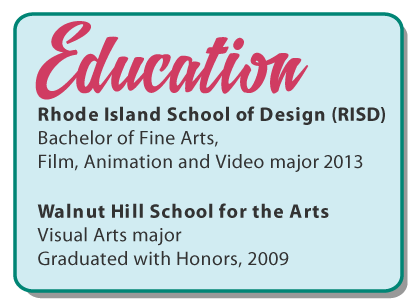 Education
Rhode Island School of Design (RISD)
Bachelor of Fine Arts,
Film, Animation and Video major 2013
Walnut Hill School for the Arts
Visual Arts major
Graduated with Honors, 2009